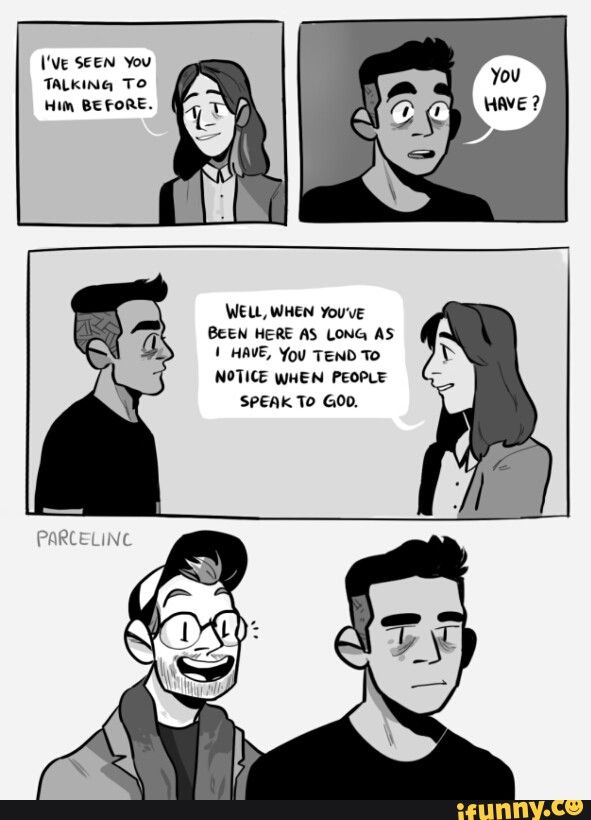 I'VE SEEN YOU
TALKING TO
HIM BEFORE.
YOU
HAVE?
WELL, WHEN YOU'VE
BEEN HERE AS LONG AS
I HAVE, YOU TEND TO
NOTICE WHEN PEOPLE
SPEAK TO GOD.
PARCELINC
ifunny.co